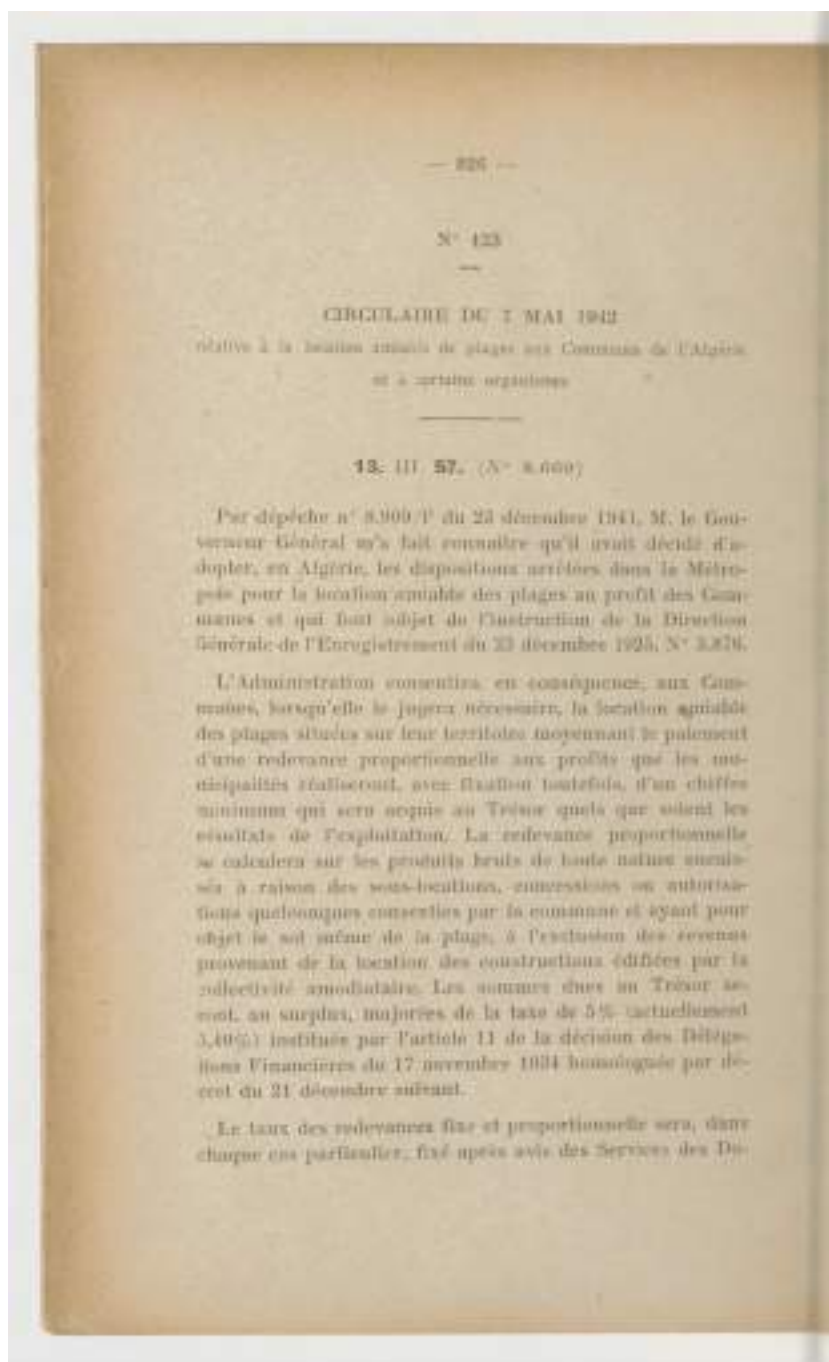 — 826 —
N° 123
CIRCULAIRE DU 7 MAI 1942
relative à la location amiable de plages aux Communes de l'Algérie
et à certains organismes
13. III 57. (N° 8.009)
Par dépêche n° 8.909 du 23 décembre 1941, M. le Gou-
verneur Général m'a fait connaître qu'il avait décidé d'a-
dopter, en Algérie, les dispositions arrêtées dans la Métro-
pole pour la location amiable des plages au profit des Com-
munes et qui font objet de l'instruction de la Direction
Générale de l'Enregistrement du 23 décembre 1925, N° 3.876.
L'Administration consentira, en conséquence, aux Com-
munes, lorsqu'elle le jugera nécessaire, la location amiable
des plages situées sur leur territoire moyennant le paiement
d'une redevance proportionnelle aux profits que les mu-
nicipalités réaliseront, avec fixation toutefois, d'un chiffre
minimum qui sera acquis au Trésor quels que soient les
résultats de l'exploitation. La redevance proportionnelle
se calculera sur les produits bruts de toute nature encais-
sés à raison des sous-locations, concessions ou autorisa-
tions quelconques consenties par la commune et ayant pour
objet le sol même de la plage, à l'exclusion des revenus
provenant de la location des constructions édifiées par la
collectivité amodiataire. Les sommes dues au Trésor se-
ront, au surplus, majorées de la taxe de 5% (actuellement
5,40%) instituée par l'article 11 de la décision des Déléga-
tions Financières du 17 novembre 1934 homologuée par dé-
cret du 21 décembre suivant.
Le taux des redevances fixe et proportionnelle sera, dans
chaque cas particulier, fixé après avis des Services des Do-